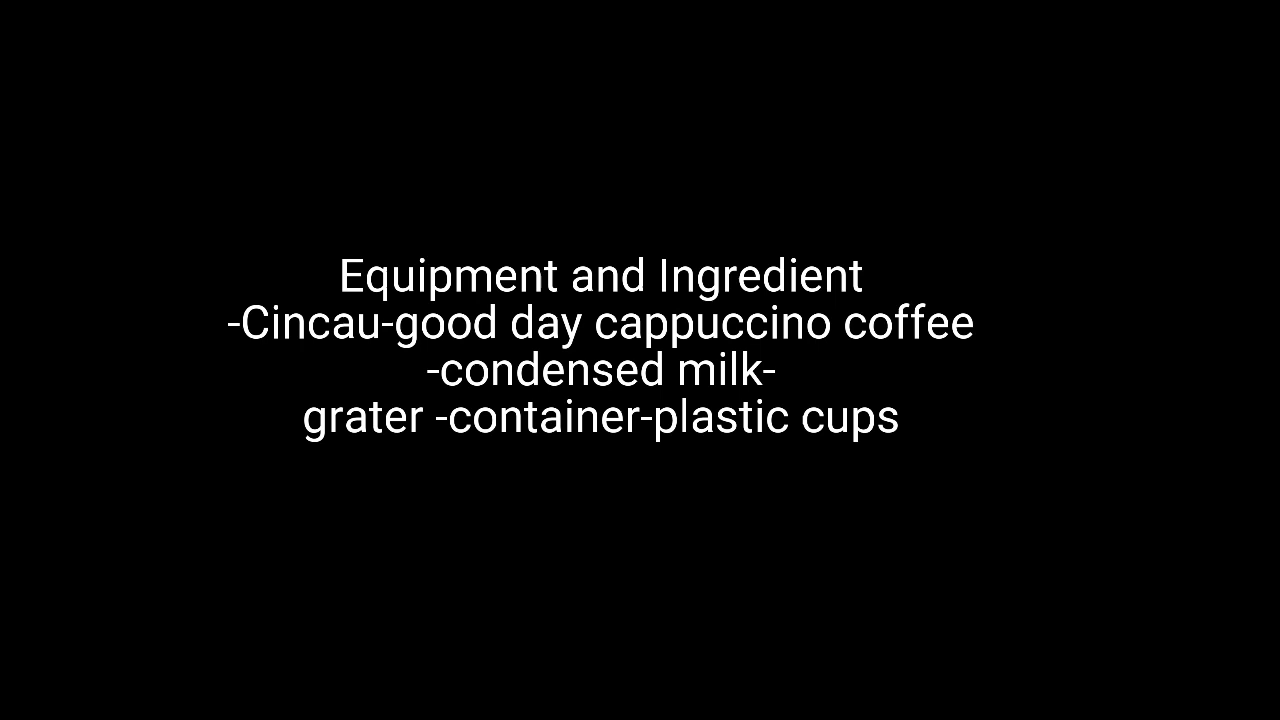 Equipment and Ingredient
-Cincau-good day cappuccino coffee
-condensed milk-
grater -container-plastic cups